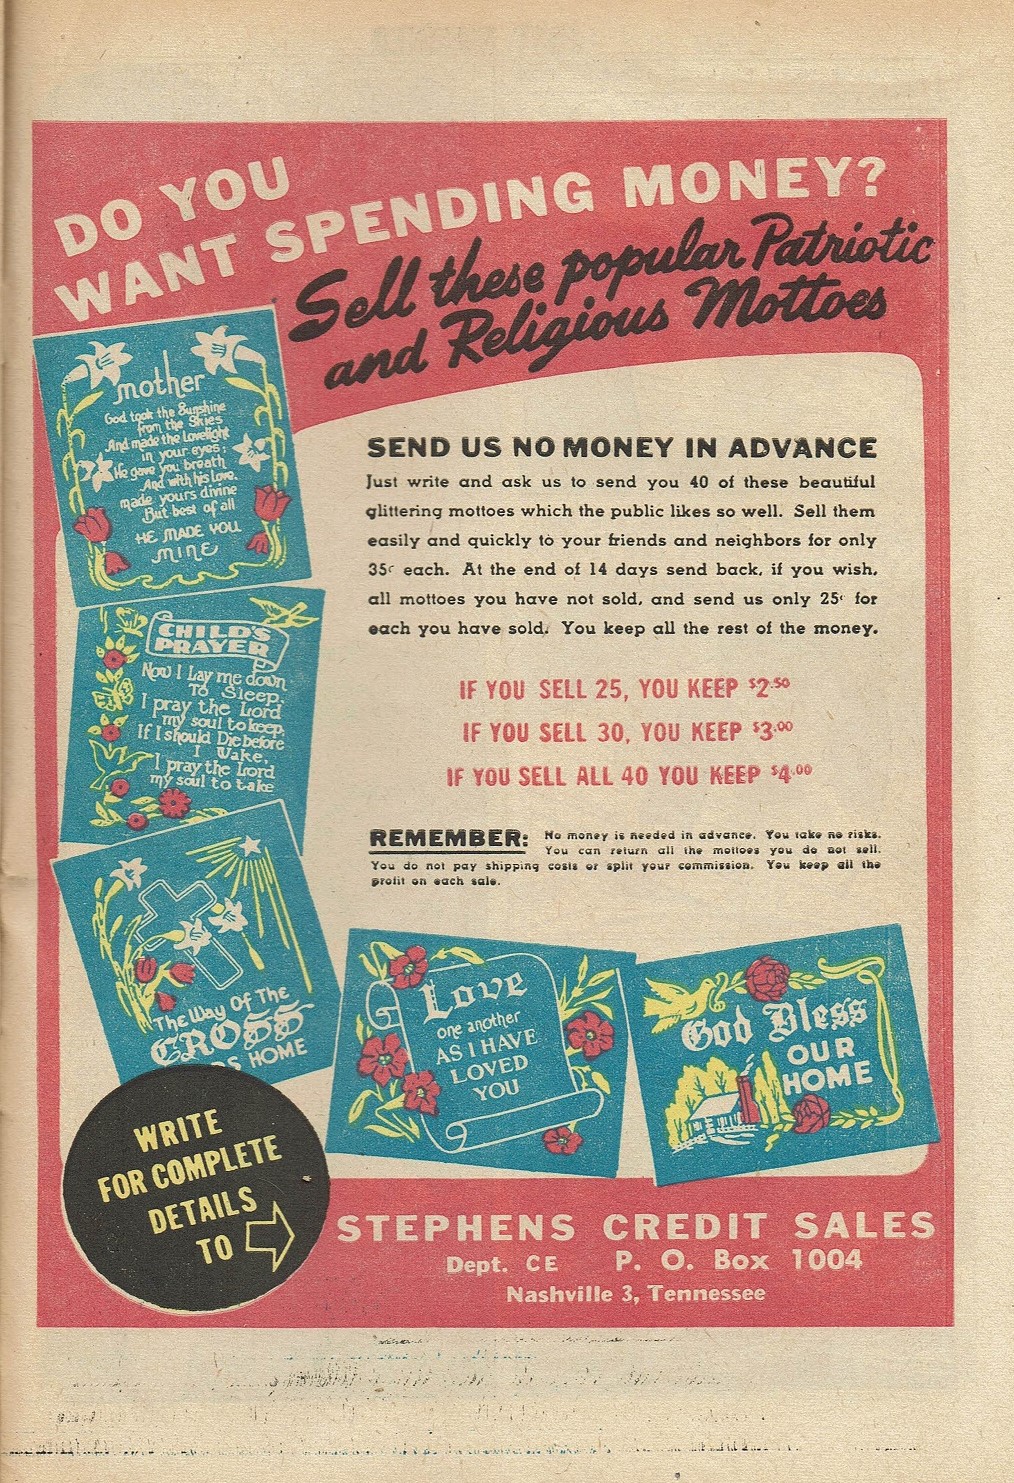 DO YOU
WANT SPENDING MONEY?
Sell these popular Patriotic
and Religious Mottoes
mother
God took the Sunshine
from the Skies
And made the Lovelight
in your eyes;
He gave you breath
And with his love.
made yours divine
But best of all
HE MADE YOU
MINE
CHILD'S
PRAYER
Now I Lay me down
To Sleep,
I pray the Lord
my soul to keep,
If I should Die before
I Wake,
I pray the Lord
my soul to take
The Way Of The
CROSS
DS HOME
SEND US NO MONEY IN ADVANCE
Just write and ask us to send you 40 of these beautiful
glittering mottoes which the public likes so well. Sell them
easily and quickly to your friends and neighbors for only
35c each. At the end of 14 days send back, if you wish,
all mottoes you have not sold, and send us only 25c for
each you have sold. You keep all the rest of the money.
IF YOU SELL 25, YOU KEEP $2.50
IF YOU SELL 30, YOU KEEP $3.00
IF YOU SELL ALL 40 YOU KEEP $4.00
REMEMBER: No money is needed in advance. You take no risks.
You can return all the mottoes you do not sell.
You do not pay shipping costs or split your commission. You keep all the
profit on each sale.
Love
one another
AS I HAVE
LOVED
YOU
God Bless
OUR
HOME
WRITE
FOR COMPLETE
DETAILS
TO
STEPHENS CREDIT SALES
Dept. CE P. O. Box 1004
Nashville 3, Tennessee